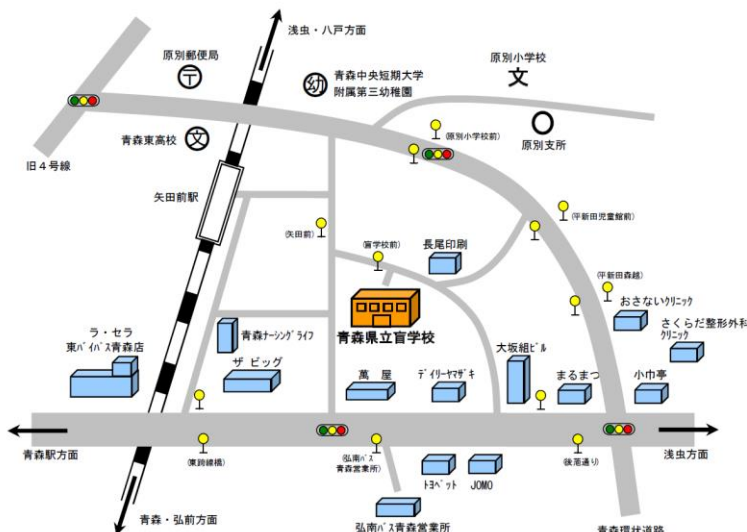 浅虫・八戸方面
原別郵便局
〒
幼
青森中央短期大学
附属第三幼稚園
原別小学校
文
青森東高校
文
(原別小学校前)
原別支所
旧4号線
矢田前駅
(矢田前)
(盲学校前)
長尾印刷
(平新田児童館前)
(平新田森越)
おさないクリニック
さくらだ整形外科
クリニック
青森県立盲学校
ラ・セラ
東バイパス青森店
青森ナーシングライフ
ザ ビッグ
萬 屋
デイリーヤマザキ
大坂組ビル
まるまつ
小巾亭
青森駅方面
(東跨線橋)
(弘南バス
青森営業所)
(後萢通り)
浅虫方面
トヨペット
JOMO
青森・弘前方面
弘南バス青森営業所
青森環状道路